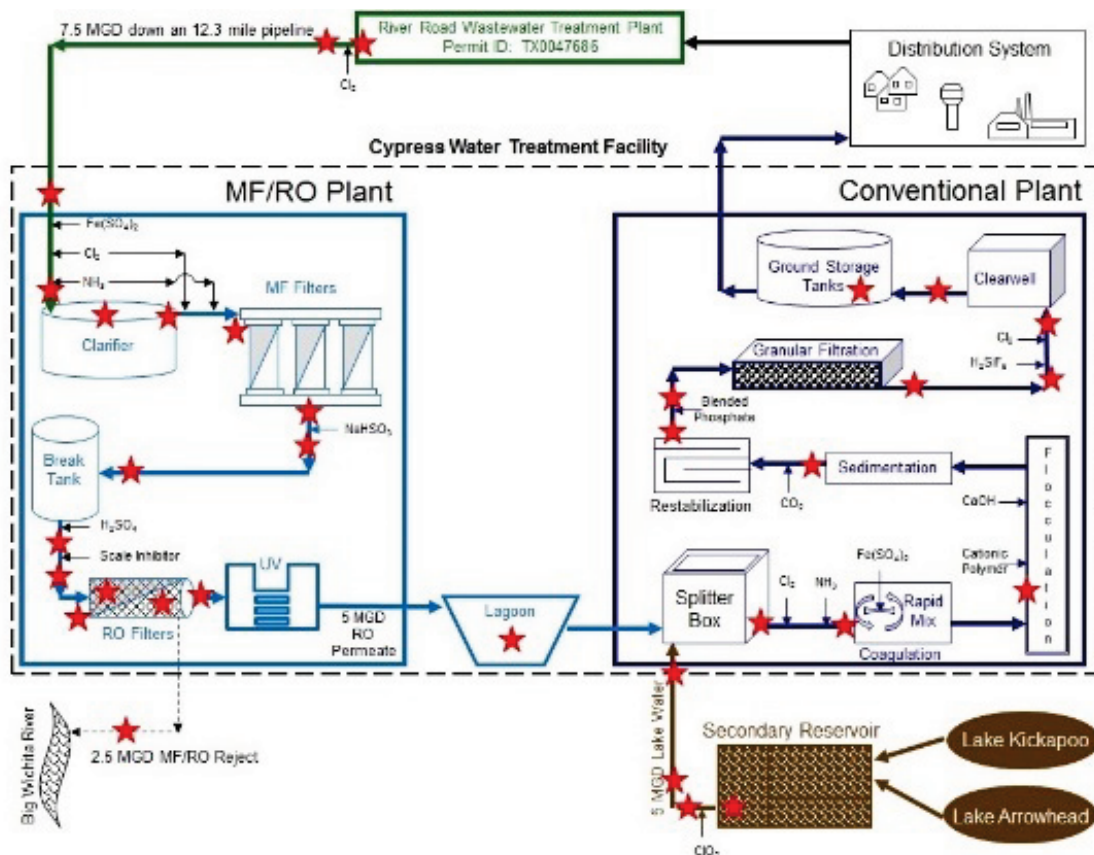 7.5 MGD down an 12.3 mile pipeline
River Road Wastewater Treatment Plant
Permit ID: TX0047686
Cl₂
Distribution System
Cypress Water Treatment Facility
MF/RO Plant
Fe(SO₄)₂
Cl₂
NH₃
Clarifier
MF Filters
NaHSO₃
Break
Tank
H₂SO₄
Scale Inhibitor
RO Filters
UV
5 MGD
RO
Permeate
Lagoon
Big Wichita River
2.5 MGD MF/RO Reject
Conventional Plant
Ground Storage
Tanks
Clearwell
Cl₂
H₂SiF₆
Granular Filtration
Blended
Phosphate
Restabilization
CO₂
Sedimentation
Flocculation
CaOH
Cationic
Polymer
Splitter
Box
Cl₂
NH₃
Fe(SO₄)₂
Rapid
Mix
Coagulation
5 MGD Lake Water
Secondary Reservoir
ClO₂
Lake Kickapoo
Lake Arrowhead